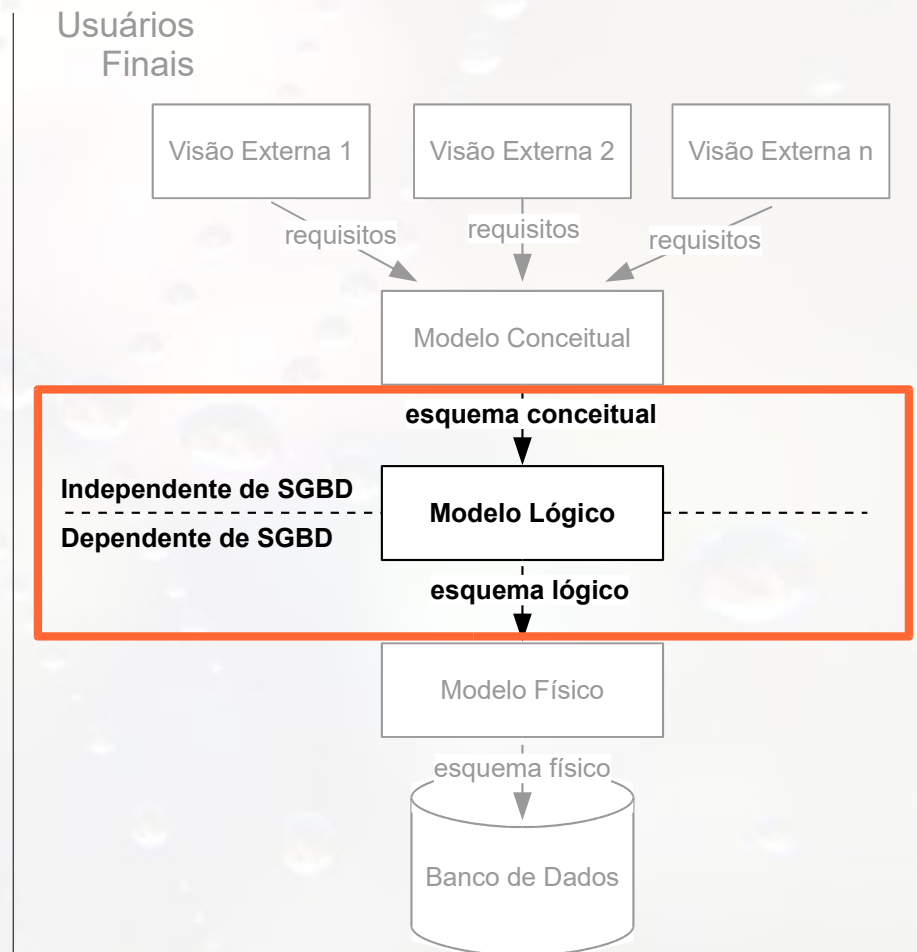 Usuários
Finais
Visão Externa 1
Visão Externa 2
Visão Externa n
requisitos
requisitos
requisitos
Modelo Conceitual
esquema conceitual
Independente de SGBD
Modelo Lógico
Dependente de SGBD
esquema lógico
Modelo Físico
esquema físico
Banco de Dados